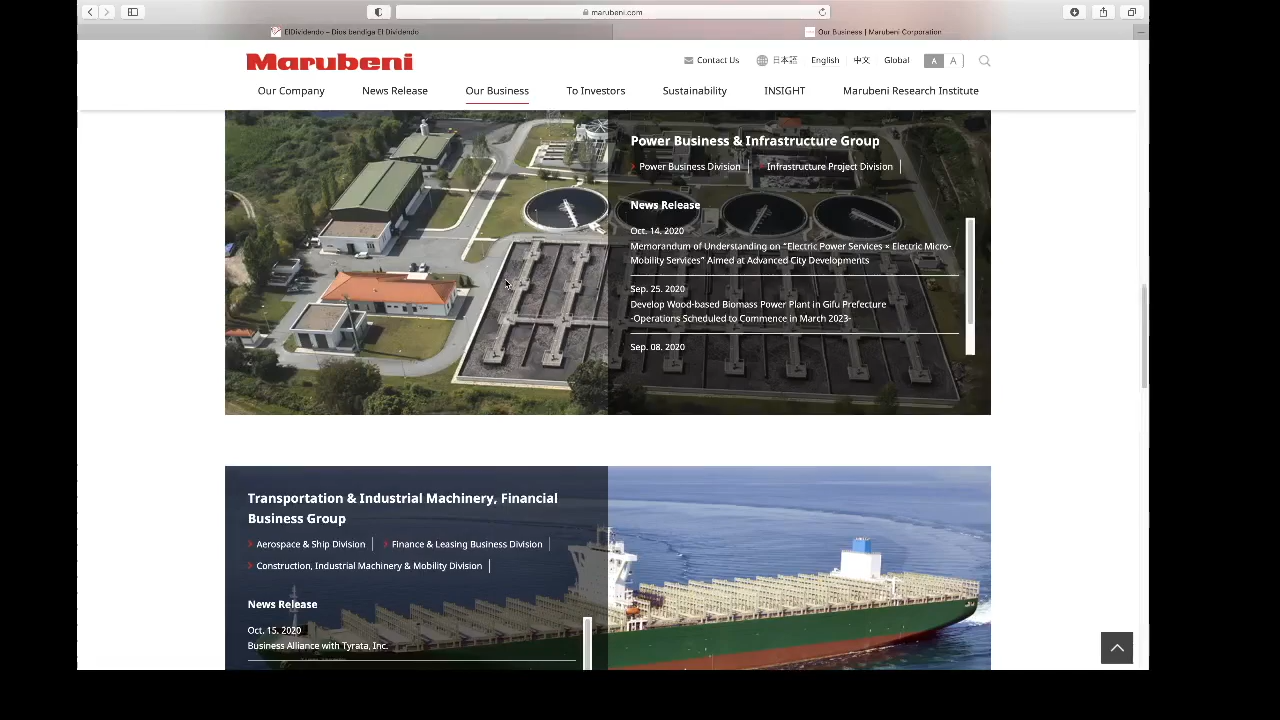 marubeni.com
ElDividendo – Dios bendiga El Dividendo
Our Business | Marubeni Corporation
Marubeni
Contact Us
日本語
English
中文
Global
A
A
Our Company
News Release
Our Business
To Investors
Sustainability
INSIGHT
Marubeni Research Institute
Power Business & Infrastructure Group
Power Business Division
Infrastructure Project Division
News Release
Oct. 14, 2020
Memorandum of Understanding on "Electric Power Services × Electric Micro-
Mobility Services" Aimed at Advanced City Developments
Sep. 25, 2020
Develop Wood-based Biomass Power Plant in Gifu Prefecture
-Operations Scheduled to Commence in March 2023-
Sep. 08, 2020
Transportation & Industrial Machinery, Financial
Business Group
Aerospace & Ship Division
Finance & Leasing Business Division
Construction, Industrial Machinery & Mobility Division
News Release
Oct. 15, 2020
Business Alliance with Tyrata, Inc.